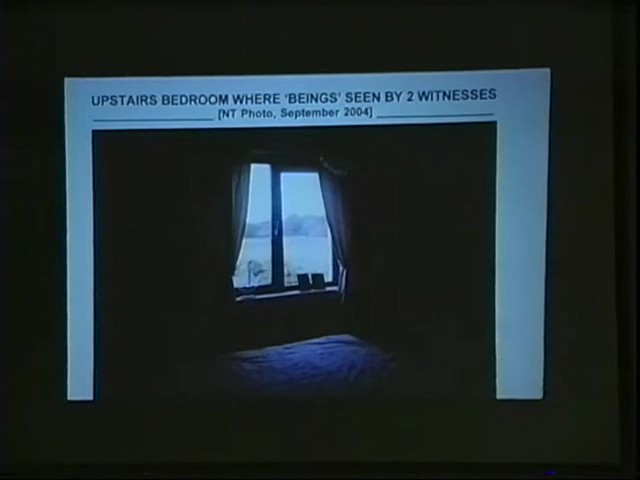 UPSTAIRS BEDROOM WHERE ‘BEINGS’ SEEN BY 2 WITNESSES
[NT Photo, September 2004]